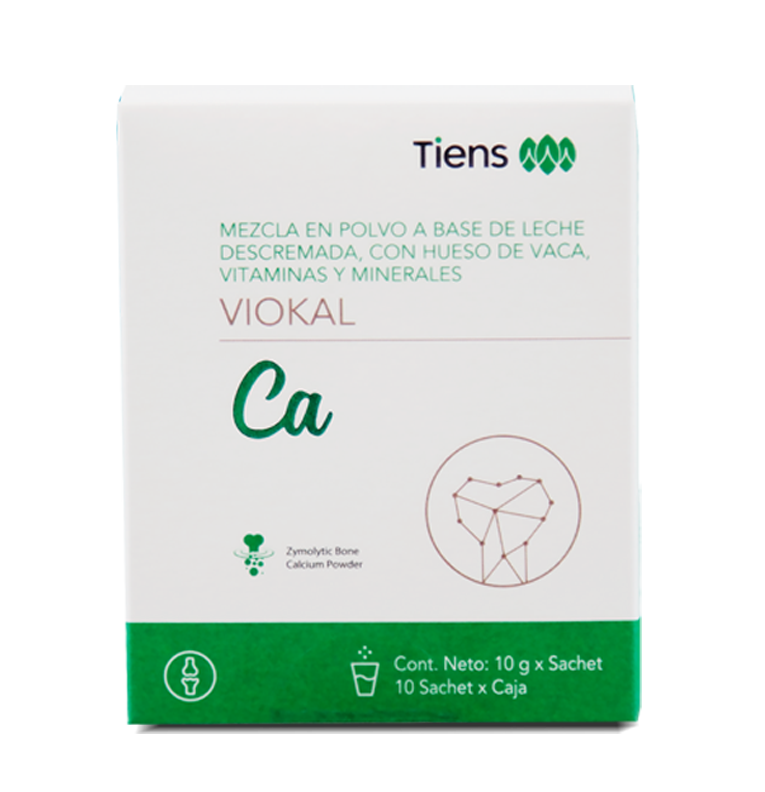 Tiens
MEZCLA EN POLVO A BASE DE LECHE
DESCREMADA, CON HUESO DE VACA,
VITAMINAS Y MINERALES
VIOKAL
Ca
Zymolytic Bone
Calcium Powder
Cont. Neto: 10 g x Sachet
10 Sachet x Caja